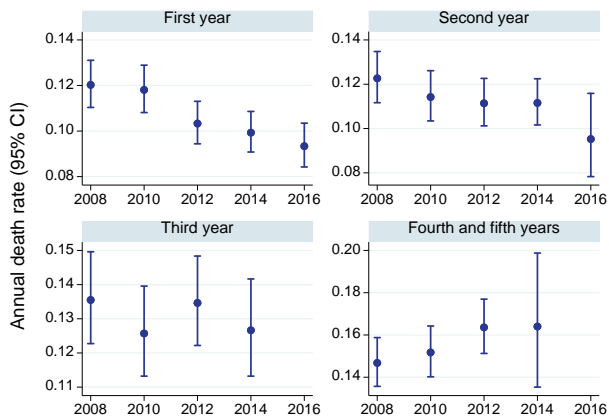 First year
Second year
0.14
0.12
0.10
0.08
2008 2010 2012 2014 2016
0.14
0.12
0.10
0.08
2008 2010 2012 2014 2016
Annual death rate (95% CI)
Third year
Fourth and fifth years
0.15
0.14
0.13
0.12
0.11
2008 2010 2012 2014 2016
0.20
0.18
0.16
0.14
2008 2010 2012 2014 2016